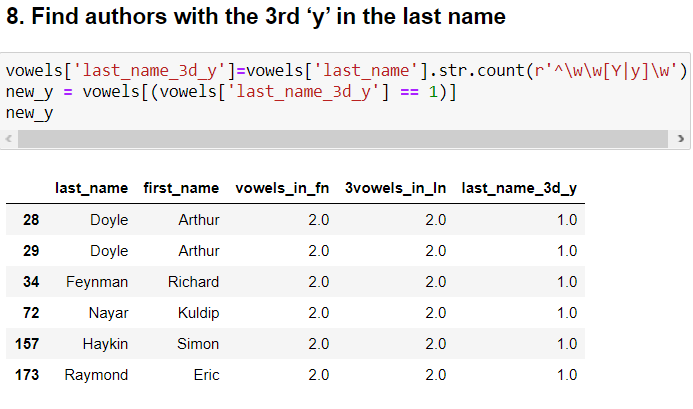 8. Find authors with the 3rd ‘y’ in the last name
vowels['last_name_3d_y']=vowels['last_name'].str.count(r'^\w\w[Y|y]\w')
new_y = vowels[(vowels['last_name_3d_y'] == 1)]
new_y
last_name first_name vowels_in_fn 3vowels_in_ln last_name_3d_y
28 Doyle Arthur 2.0 2.0 1.0
29 Doyle Arthur 2.0 2.0 1.0
34 Feynman Richard 2.0 2.0 1.0
72 Nayar Kuldip 2.0 2.0 1.0
157 Haykin Simon 2.0 2.0 1.0
173 Raymond Eric 2.0 2.0 1.0